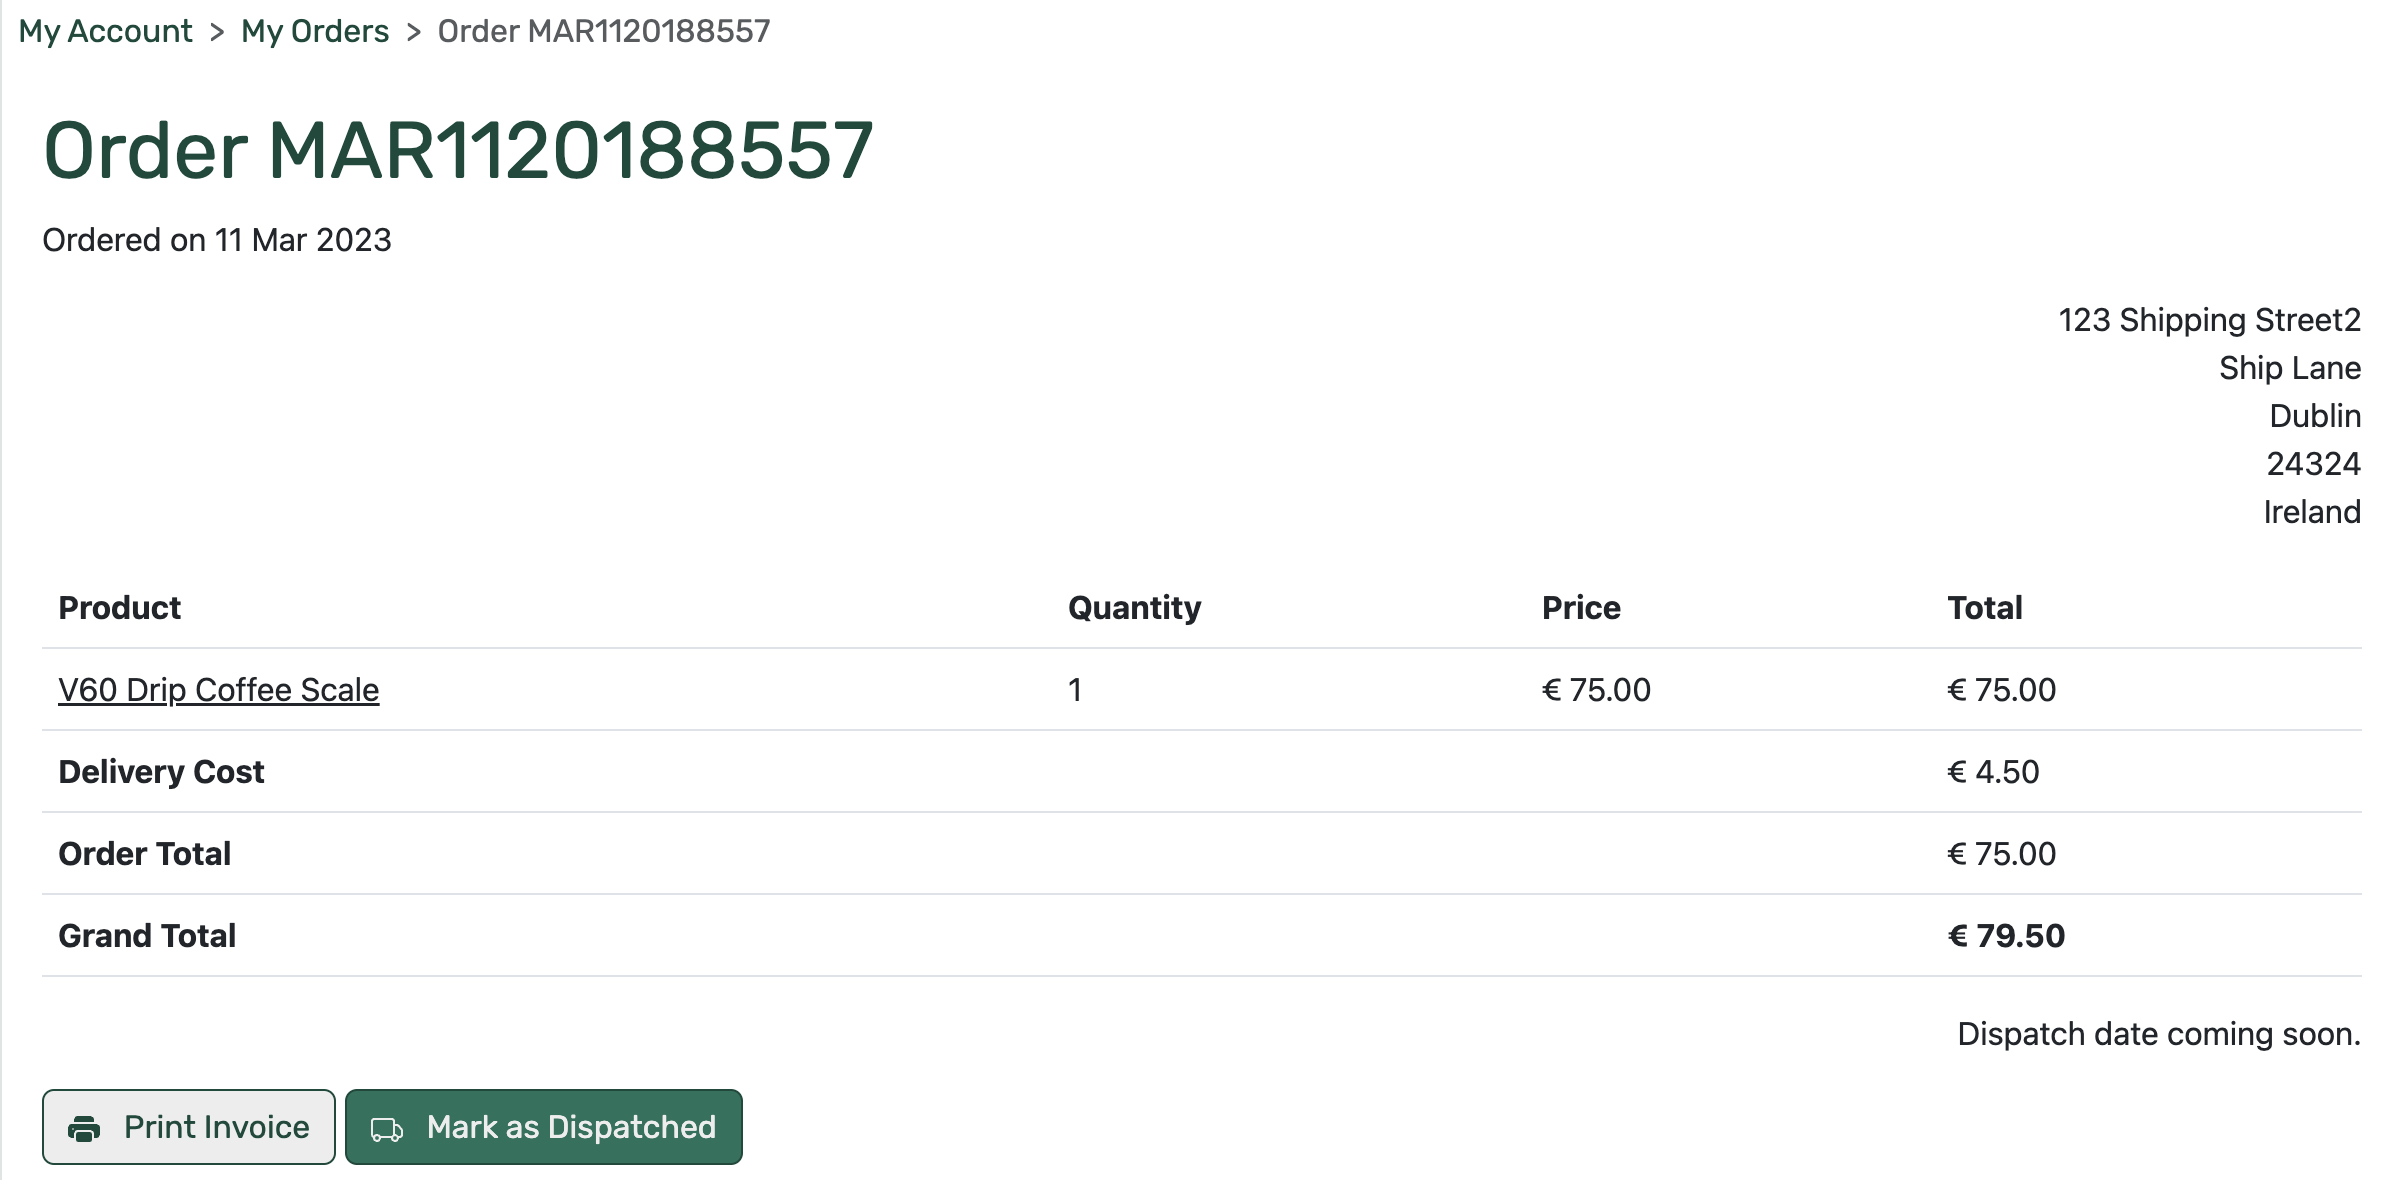 My Account > My Orders > Order MAR1120188557
Order MAR1120188557
Ordered on 11 Mar 2023
123 Shipping Street2
Ship Lane
Dublin
24324
Ireland
Product Quantity Price Total
V60 Drip Coffee Scale 1 € 75.00 € 75.00
Delivery Cost € 4.50
Order Total € 75.00
Grand Total € 79.50
Dispatch date coming soon.
Print Invoice Mark as Dispatched